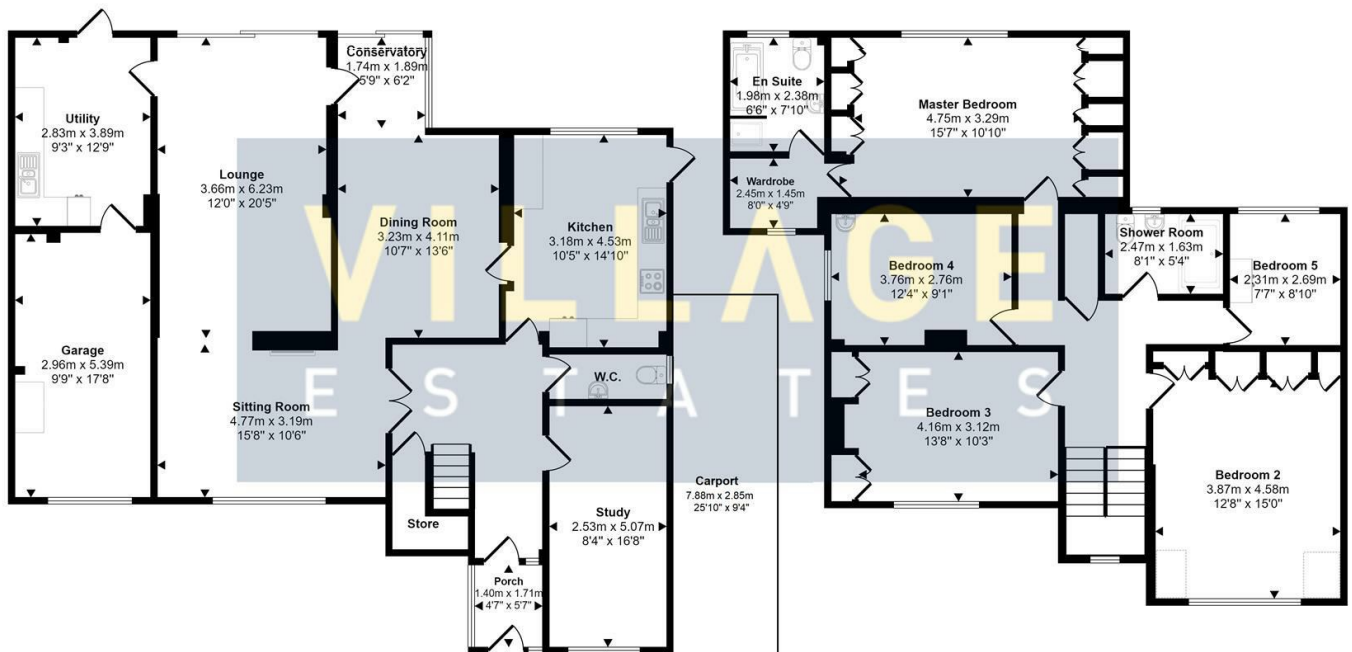 Conservatory
1.74m x 1.89m
5'9" x 6'2"
Utility
2.83m x 3.89m
9'3" x 12'9"
Lounge
3.66m x 6.23m
12'0" x 20'5"
Dining Room
3.23m x 4.11m
10'7" x 13'6"
Kitchen
3.18m x 4.53m
10'5" x 14'10"
Garage
2.96m x 5.39m
9'9" x 17'8"
Sitting Room
4.77m x 3.19m
15'8" x 10'6"
W.C.
Study
2.53m x 5.07m
8'4" x 16'8"
Store
Porch
1.40m x 1.71m
4'7" x 5'7"
Carport
7.88m x 2.85m
25'10" x 9'4"
En Suite
1.98m x 2.38m
6'6" x 7'10"
Master Bedroom
4.75m x 3.29m
15'7" x 10'10"
Wardrobe
2.45m x 1.45m
8'0" x 4'9"
Bedroom 4
3.76m x 2.76m
12'4" x 9'1"
Shower Room
2.47m x 1.63m
8'1" x 5'4"
Bedroom 5
2.31m x 2.69m
7'7" x 8'10"
Bedroom 3
4.16m x 3.12m
13'8" x 10'3"
Bedroom 2
3.87m x 4.58m
12'8" x 15'0"
VILLAGE
ESTATES